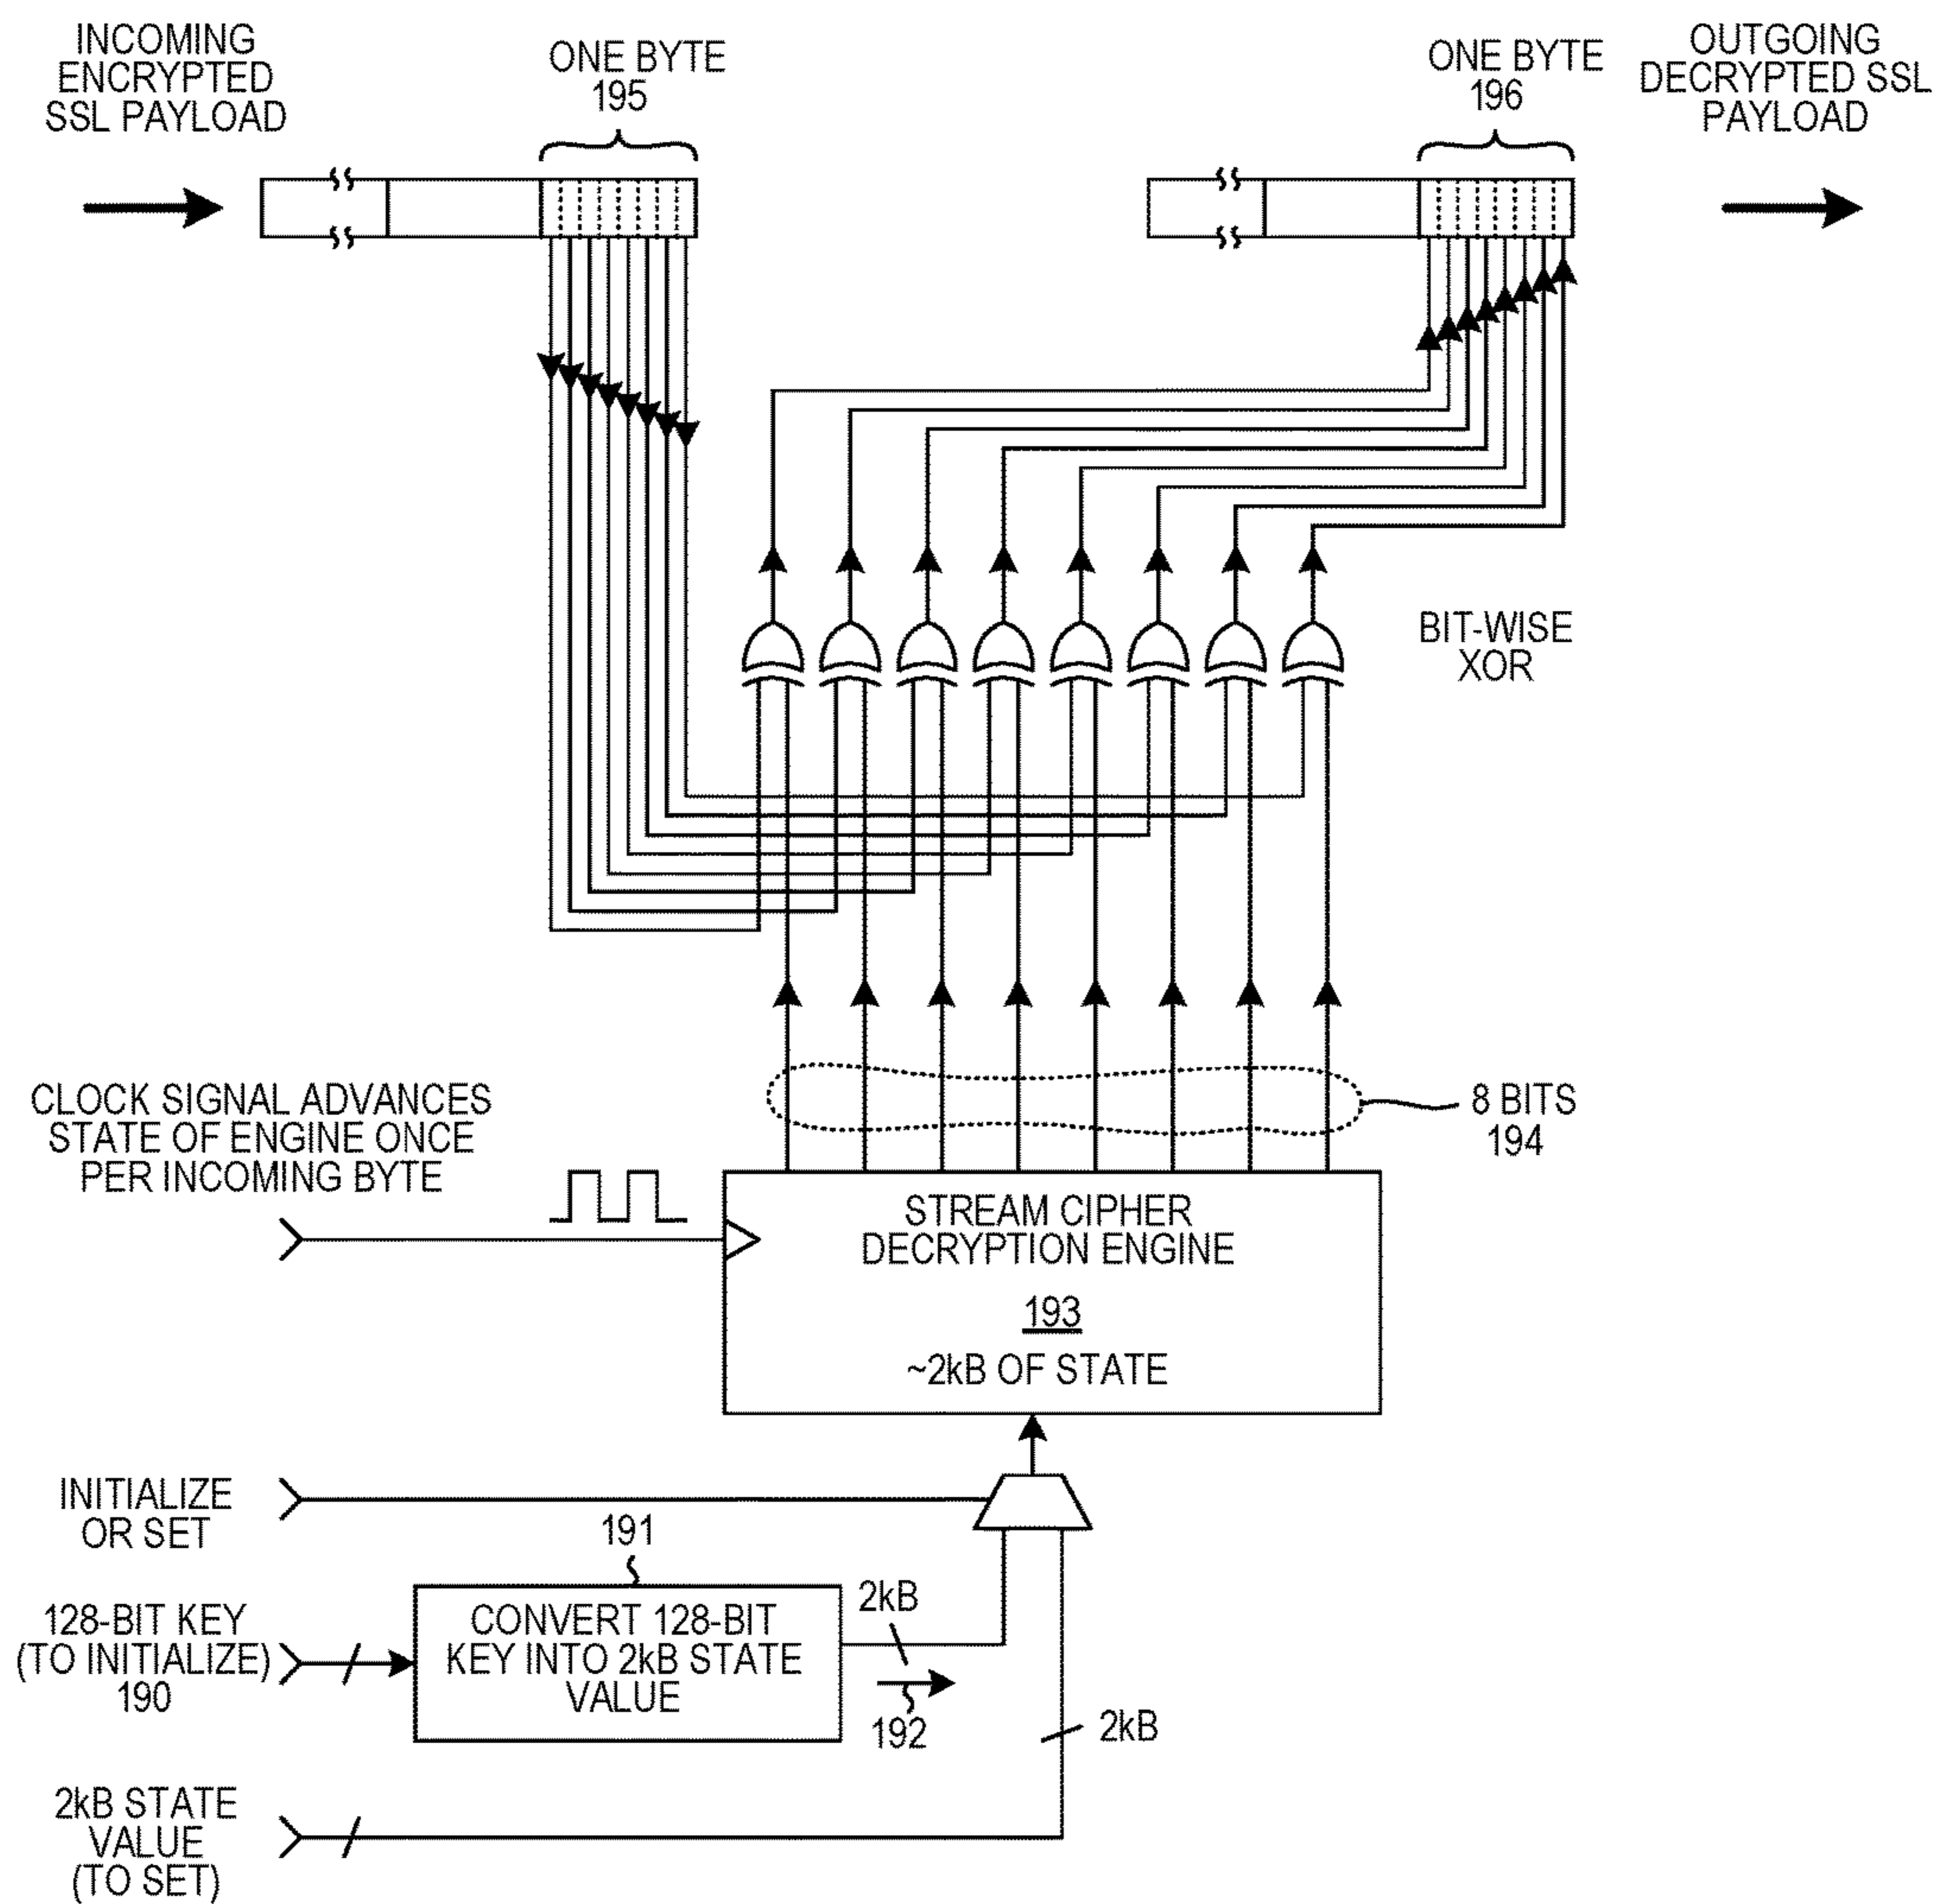 INCOMING
ENCRYPTED
SSL PAYLOAD
ONE BYTE
195
ONE BYTE
196
OUTGOING
DECRYPTED SSL
PAYLOAD
BIT-WISE
XOR
8 BITS
194
CLOCK SIGNAL ADVANCES
STATE OF ENGINE ONCE
PER INCOMING BYTE
STREAM CIPHER
DECRYPTION ENGINE
193
~2kB OF STATE
INITIALIZE
OR SET
191
128-BIT KEY
(TO INITIALIZE)
190
CONVERT 128-BIT
KEY INTO 2kB STATE
VALUE
2kB
192
2kB
2kB STATE
VALUE
(TO SET)